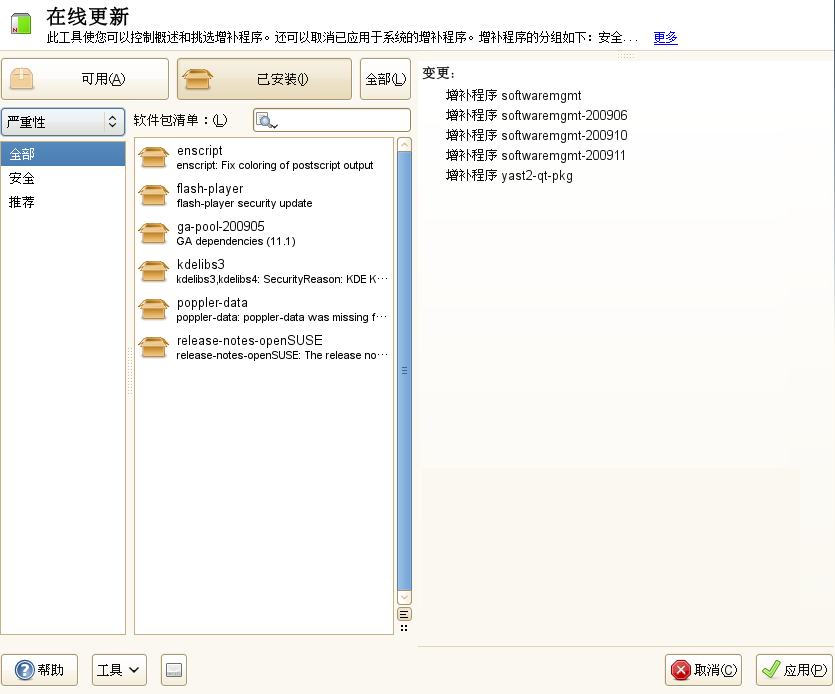 在线更新
此工具使您可以控制概述和挑选增补程序。还可以取消已应用于系统的增补程序。增补程序的分组如下：安全... 更多
可用(A) 已安装(I) 全部(L)
严重性
软件包清单：(L)
全部
安全
推荐
enscript
enscript: Fix coloring of postscript output
flash-player
flash-player security update
ga-pool-200905
GA dependencies (11.1)
kdelibs3
kdelibs3,kdelibs4: SecurityReason: KDE K···
poppler-data
poppler-data: poppler-data was missing f···
release-notes-openSUSE
release-notes-openSUSE: The release no···
变更：
增补程序 softwaremgmt
增补程序 softwaremgmt-200906
增补程序 softwaremgmt-200910
增补程序 softwaremgmt-200911
增补程序 yast2-qt-pkg
帮助 工具 取消(C) 应用(P)